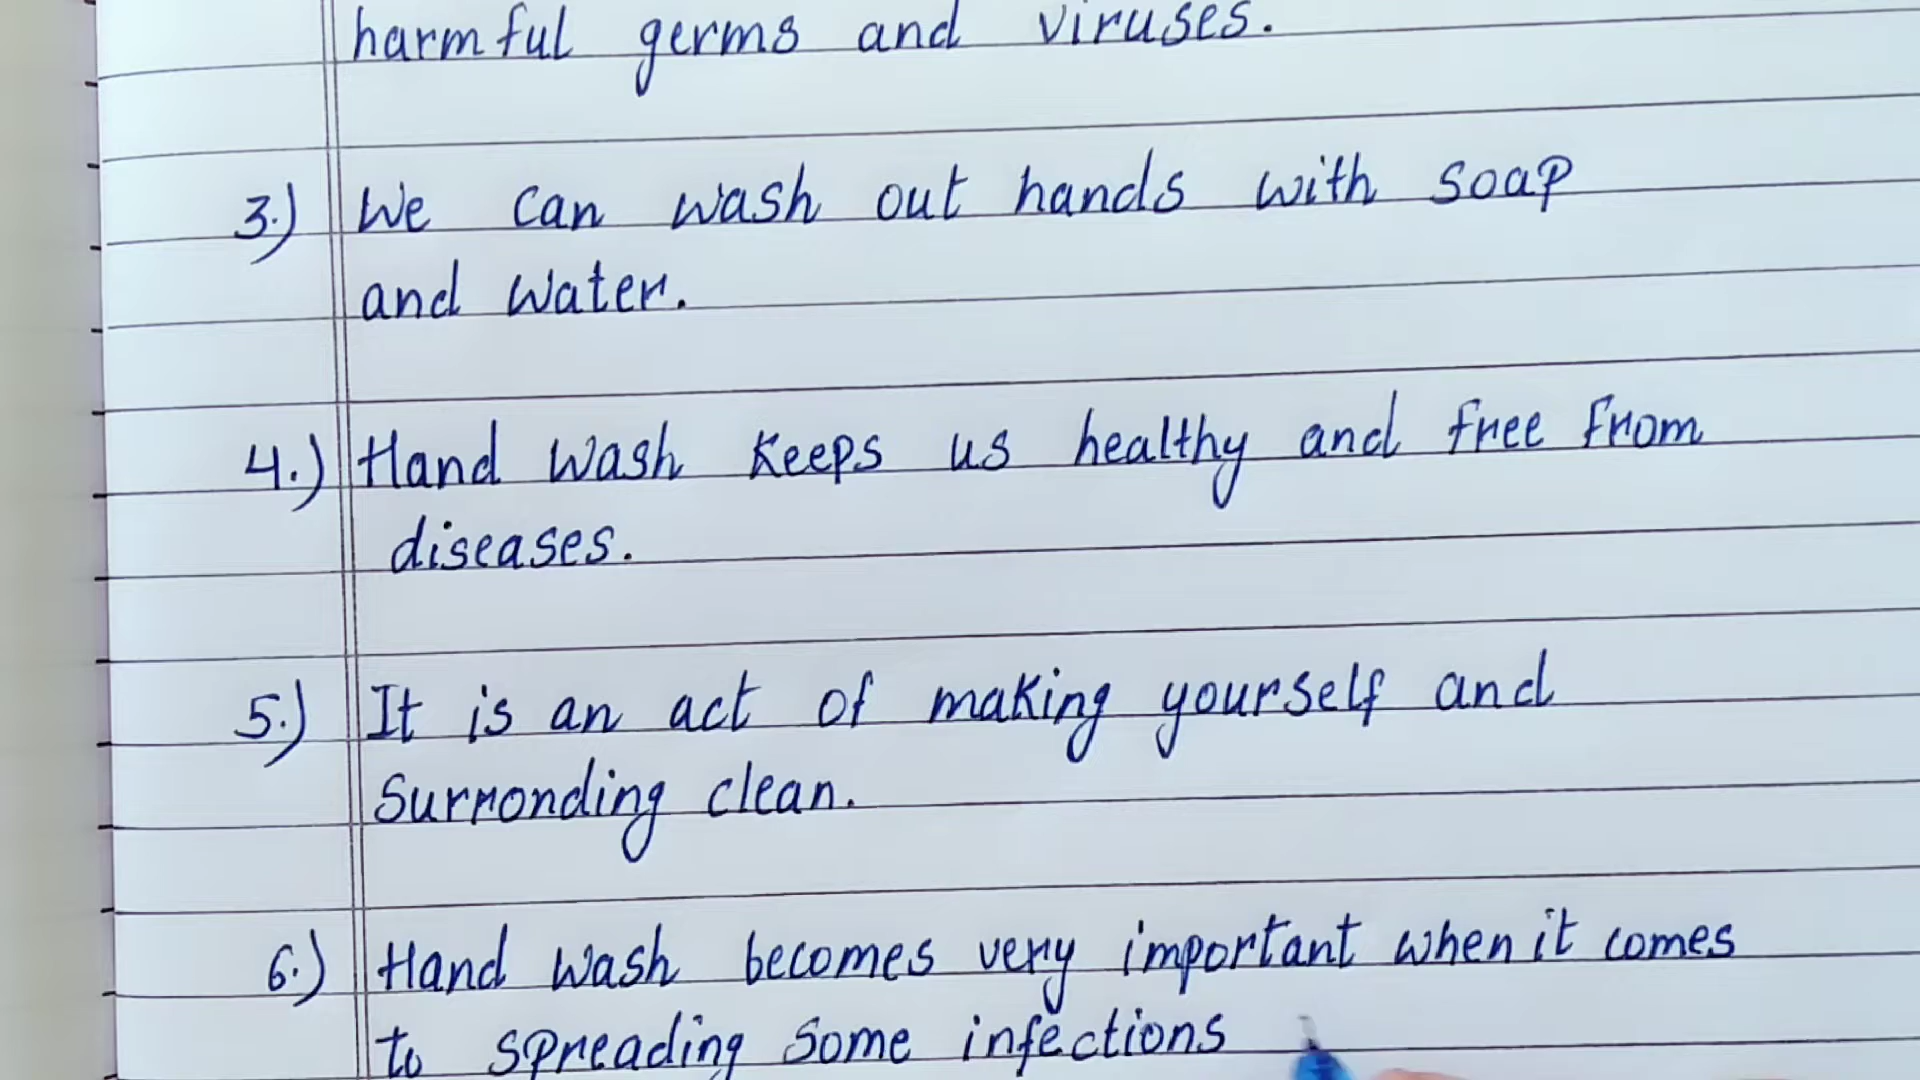 harmful germs and viruses.
3.) We can wash out hands with soap
and water.
4.) Hand wash keeps us healthy and free from
diseases.
5.) It is an act of making yourself and
Surronding clean.
6.) Hand wash becomes very important when it comes
to spreading some infections